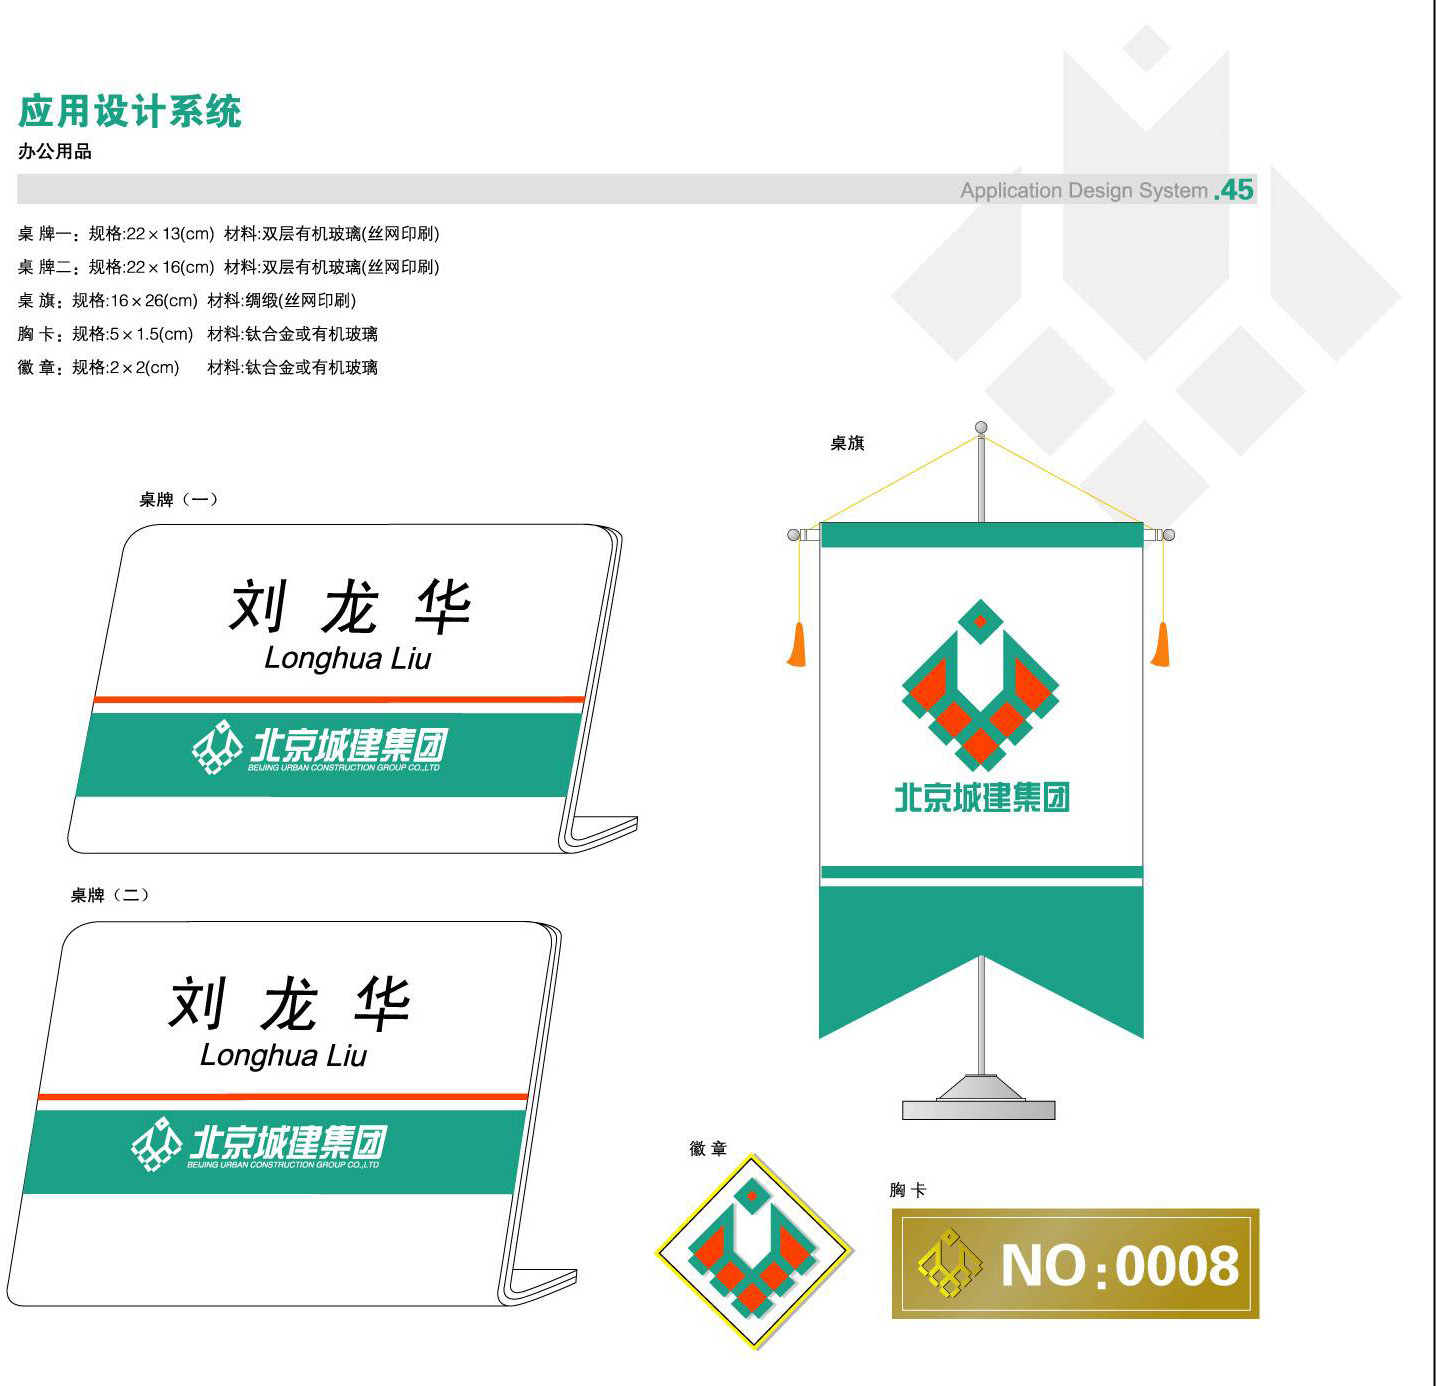 应用设计系统
办公用品
Application Design System .45
桌 牌一：规格:22×13(cm) 材料:双层有机玻璃(丝网印刷)
桌 牌二：规格:22×16(cm) 材料:双层有机玻璃(丝网印刷)
桌 旗：规格:16×26(cm) 材料:绸缎(丝网印刷)
胸 卡：规格:5×1.5(cm) 材料:钛合金或有机玻璃
徽 章：规格:2×2(cm) 材料:钛合金或有机玻璃
桌旗
桌牌（一）
刘 龙 华
Longhua Liu
北京城建集团
BEIJING URBAN CONSTRUCTION GROUP CO.,LTD
北京城建集团
桌牌（二）
刘 龙 华
Longhua Liu
北京城建集团
BEIJING URBAN CONSTRUCTION GROUP CO.,LTD
徽 章
胸 卡
NO:0008